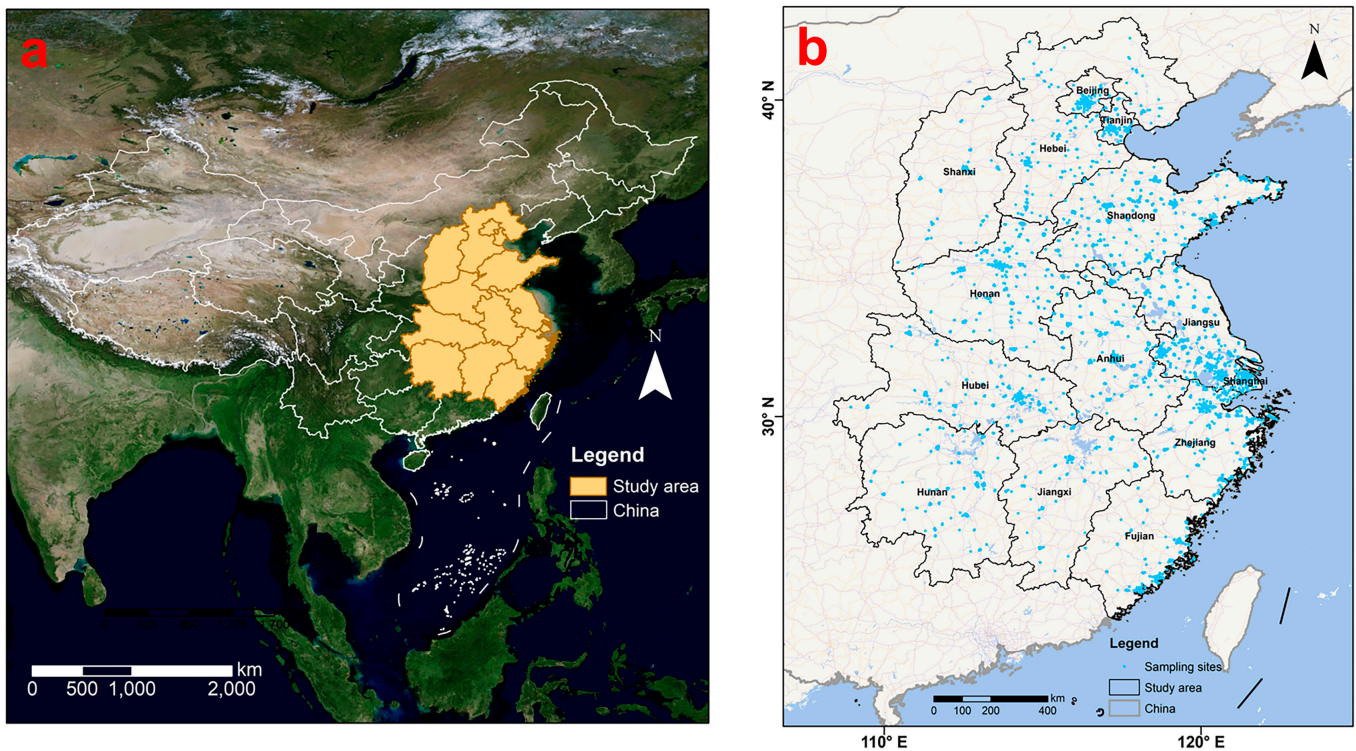 a
N
Legend
Study area
China
km
0 500 1,000 2,000
b
N
40° N
30° N
110° E
120° E
Beijing
Tianjin
Hebei
Shanxi
Shandong
Henan
Jiangsu
Anhui
Shanghai
Hubei
Zhejiang
Hunan
Jiangxi
Fujian
Legend
Sampling sites
Study area
China
km
0 100 200 400